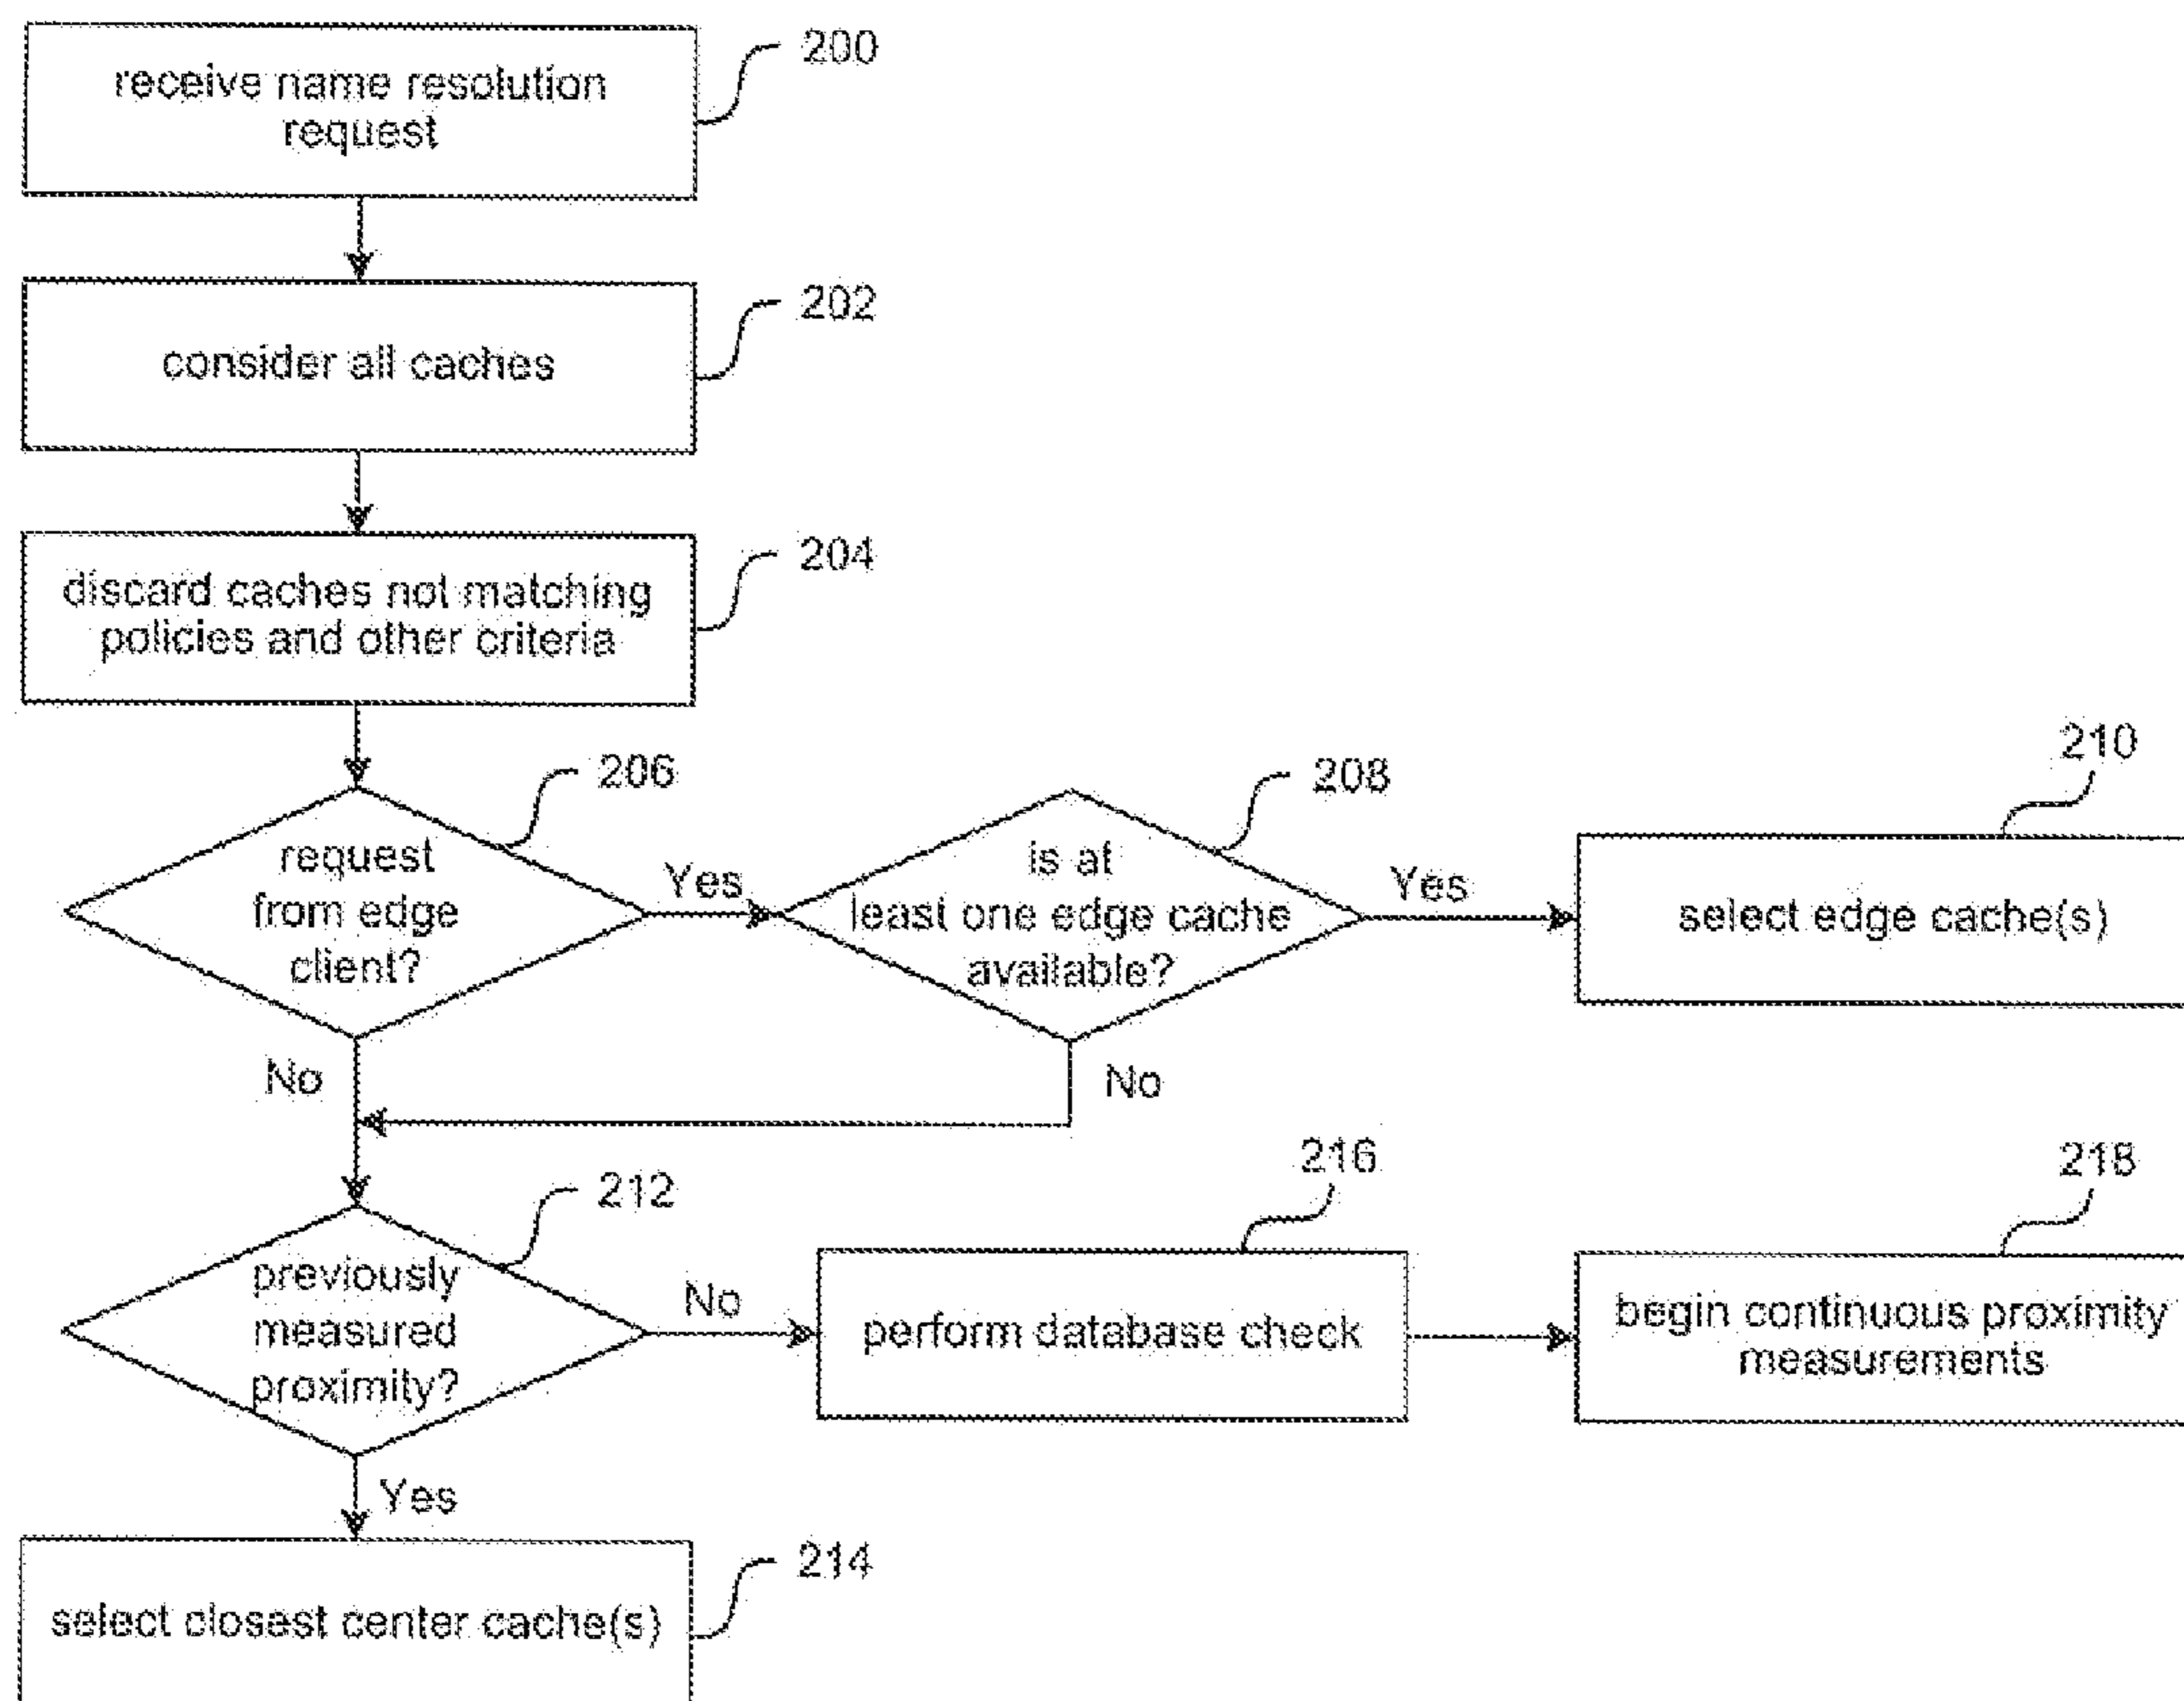 receive name resolution
request
200
consider all caches
202
discard caches not matching
policies and other criteria
204
request
from edge
client?
206
Yes
is at
least one edge cache
available?
208
Yes
select edge cache(s)
210
No
No
previously
measured
proximity?
212
No
perform database check
216
begin continuous proximity
measurements
218
Yes
select closest center cache(s)
214